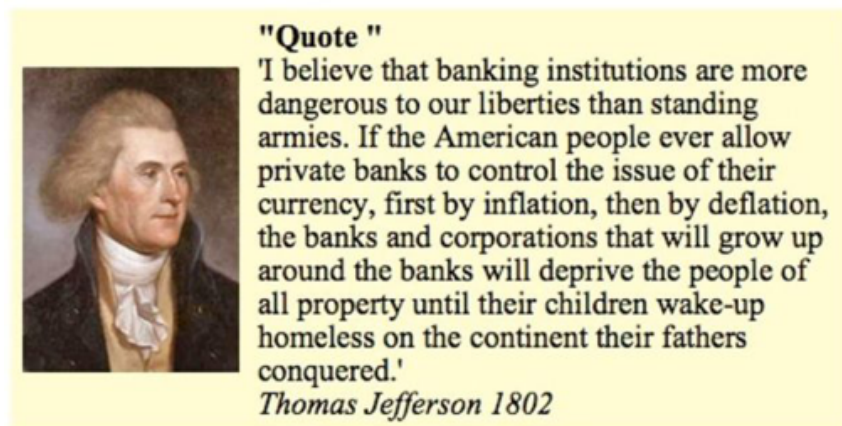 "Quote "
'I believe that banking institutions are more
dangerous to our liberties than standing
armies. If the American people ever allow
private banks to control the issue of their
currency, first by inflation, then by deflation,
the banks and corporations that will grow up
around the banks will deprive the people of
all property until their children wake-up
homeless on the continent their fathers
conquered.'
Thomas Jefferson 1802